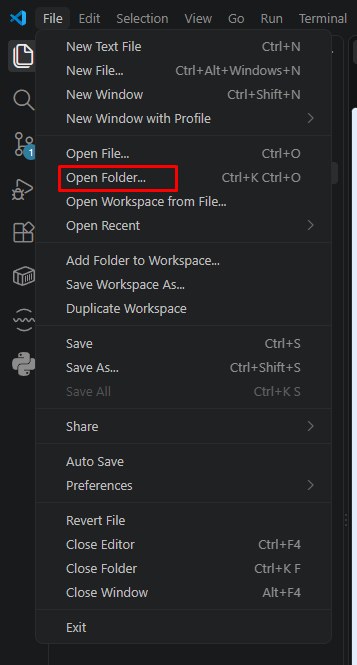 File Edit Selection View Go Run Terminal
New Text File Ctrl+N
New File... Ctrl+Alt+Windows+N
New Window Ctrl+Shift+N
New Window with Profile
Open File... Ctrl+O
Open Folder... Ctrl+K Ctrl+O
Open Workspace from File...
Open Recent
Add Folder to Workspace...
Save Workspace As...
Duplicate Workspace
Save Ctrl+S
Save As... Ctrl+Shift+S
Save All Ctrl+K S
Share
Auto Save
Preferences
Revert File
Close Editor Ctrl+F4
Close Folder Ctrl+K F
Close Window Alt+F4
Exit
1